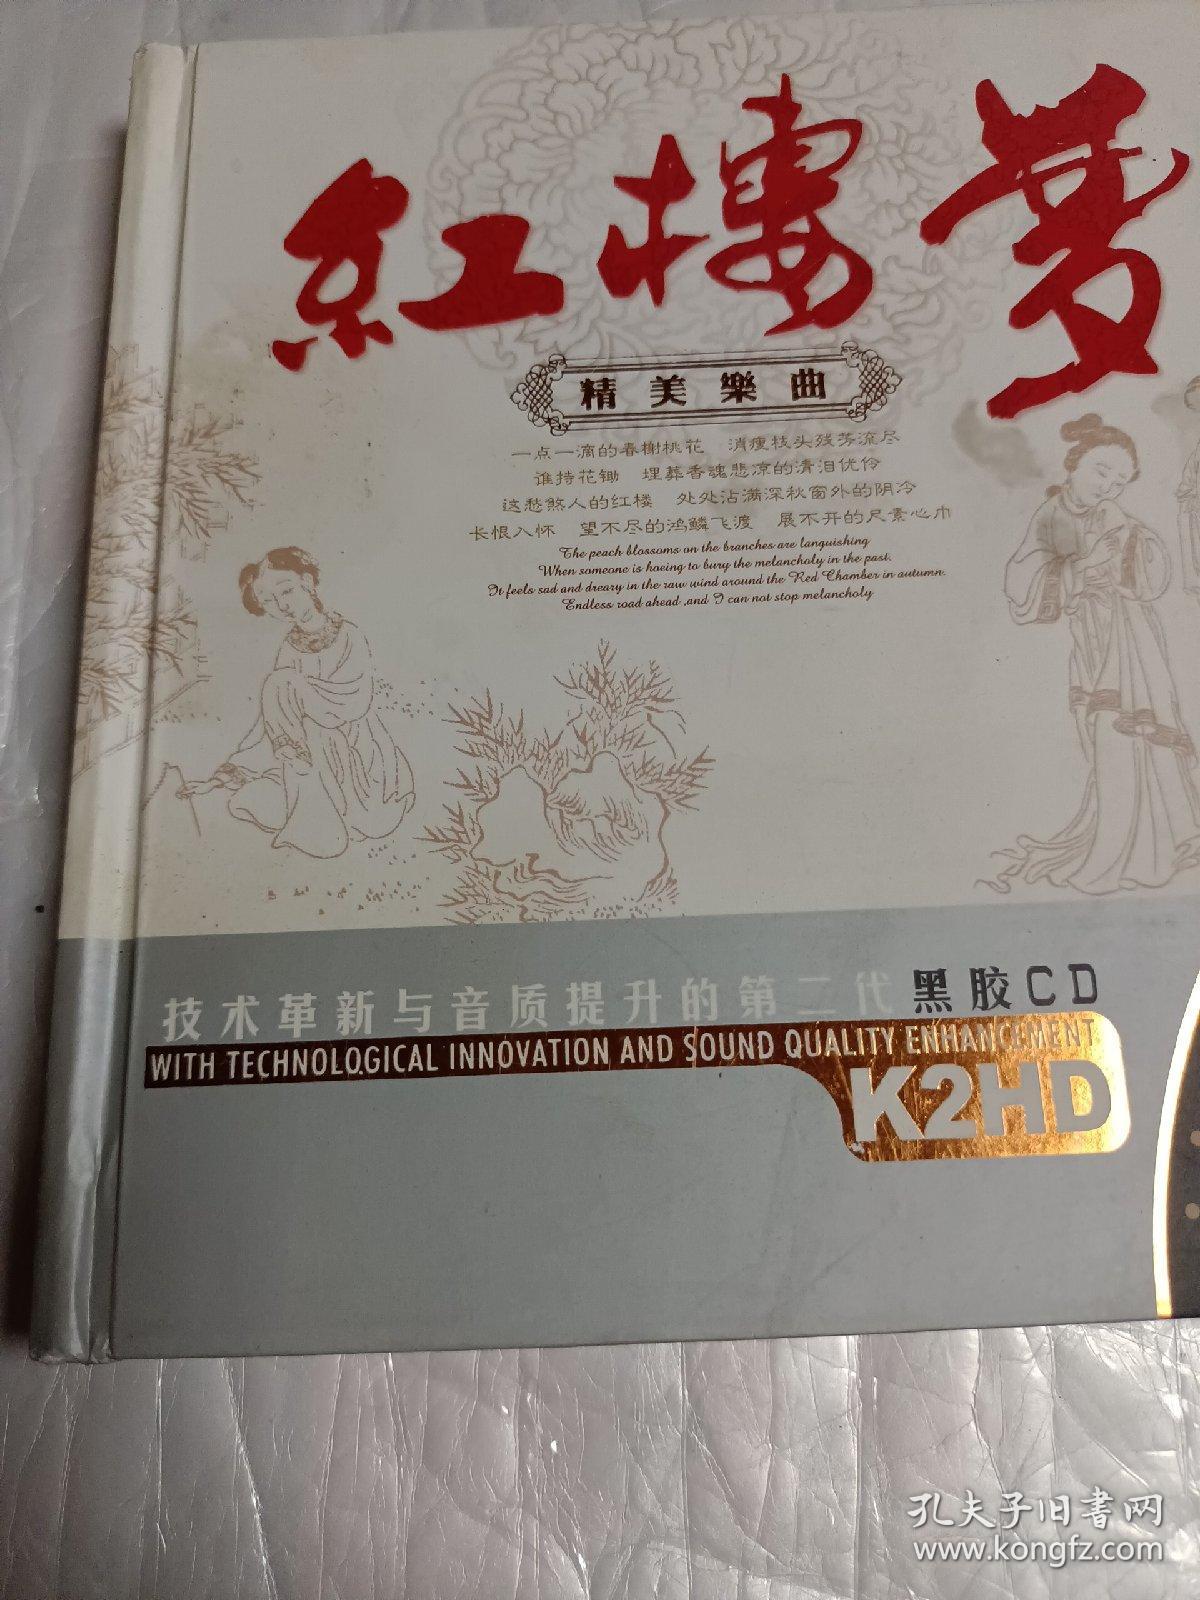 紅樓夢
精美樂曲
一点一滴的春榭桃花 消瘦枝头残芳流尽
谁持花锄 埋葬香魂悲凉的清泪优伶
这愁煞人的红楼 处处沾满深秋窗外的阴冷
长恨入怀 望不尽的鸿鳞飞渡 展不开的尺素心巾
The peach blossoms on the branches are languishing
When someone is hoeing to bury the melancholy in the past.
It feels sad and dreary in the raw wind around the Red Chamber in autumn.
Endless road ahead ,and I can not stop melancholy
技术革新与音质提升的第二代黑胶CD
WITH TECHNOLOGICAL INNOVATION AND SOUND QUALITY ENHANCEMENT
K2HD
孔夫子旧书网
www.kongfz.com